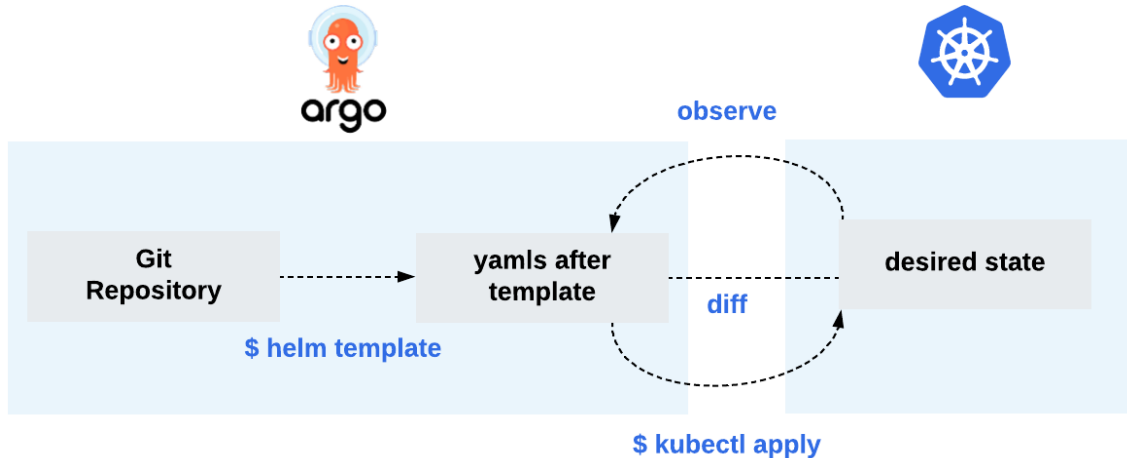 argo
observe
Git
Repository
yamls after
template
desired state
diff
$ helm template
$ kubectl apply